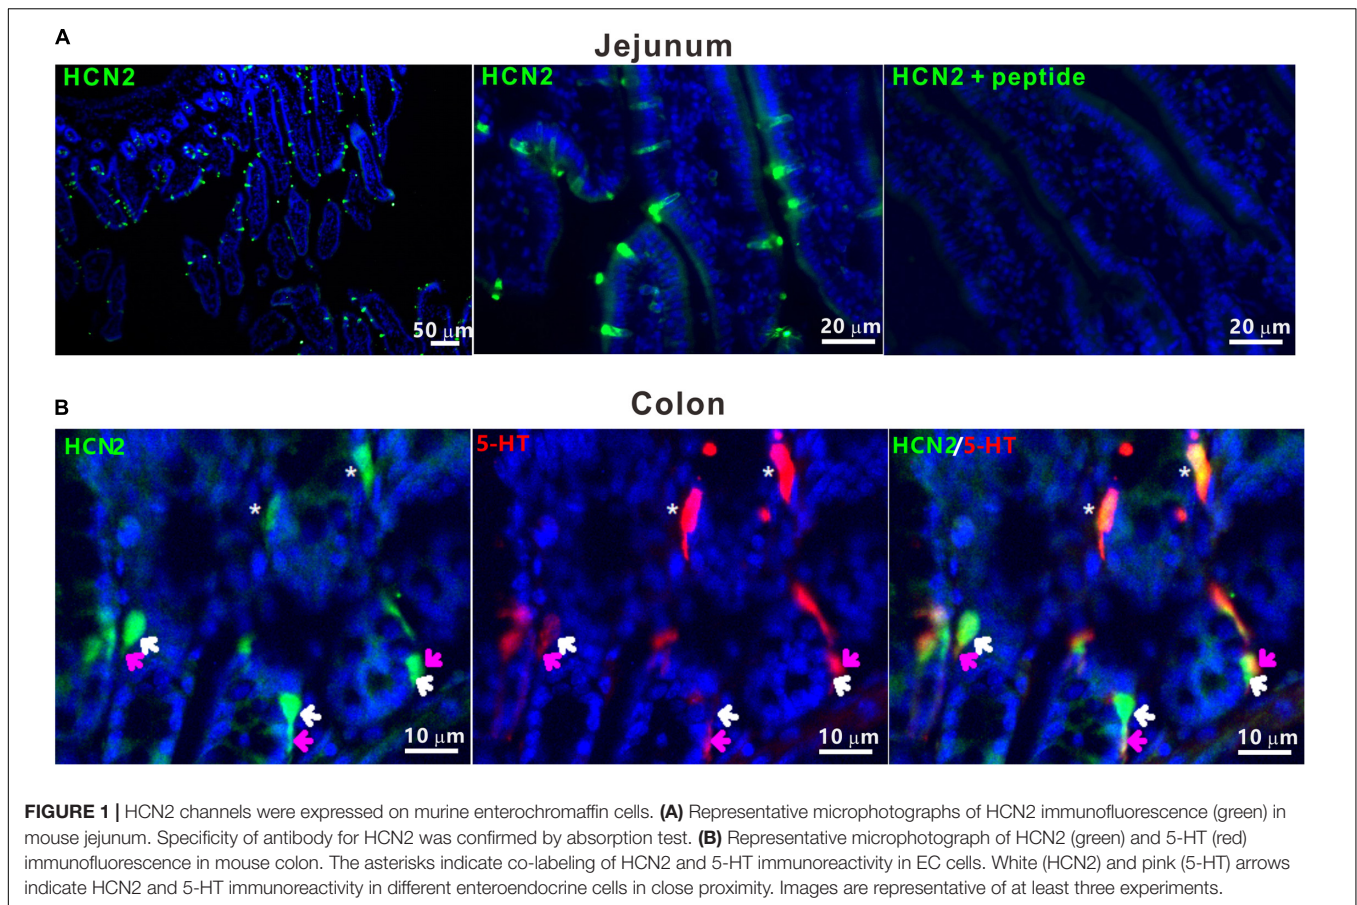 A
Jejunum
HCN2
HCN2
HCN2 + peptide
50 μm
20 μm
20 μm
B
Colon
HCN2
5-HT
HCN2/5-HT
*
*
*
*
*
*
10 μm
10 μm
10 μm
FIGURE 1 | HCN2 channels were expressed on murine enterochromaffin cells. (A) Representative microphotographs of HCN2 immunofluorescence (green) in
mouse jejunum. Specificity of antibody for HCN2 was confirmed by absorption test. (B) Representative microphotograph of HCN2 (green) and 5-HT (red)
immunofluorescence in mouse colon. The asterisks indicate co-labeling of HCN2 and 5-HT immunoreactivity in EC cells. White (HCN2) and pink (5-HT) arrows
indicate HCN2 and 5-HT immunoreactivity in different enteroendocrine cells in close proximity. Images are representative of at least three experiments.